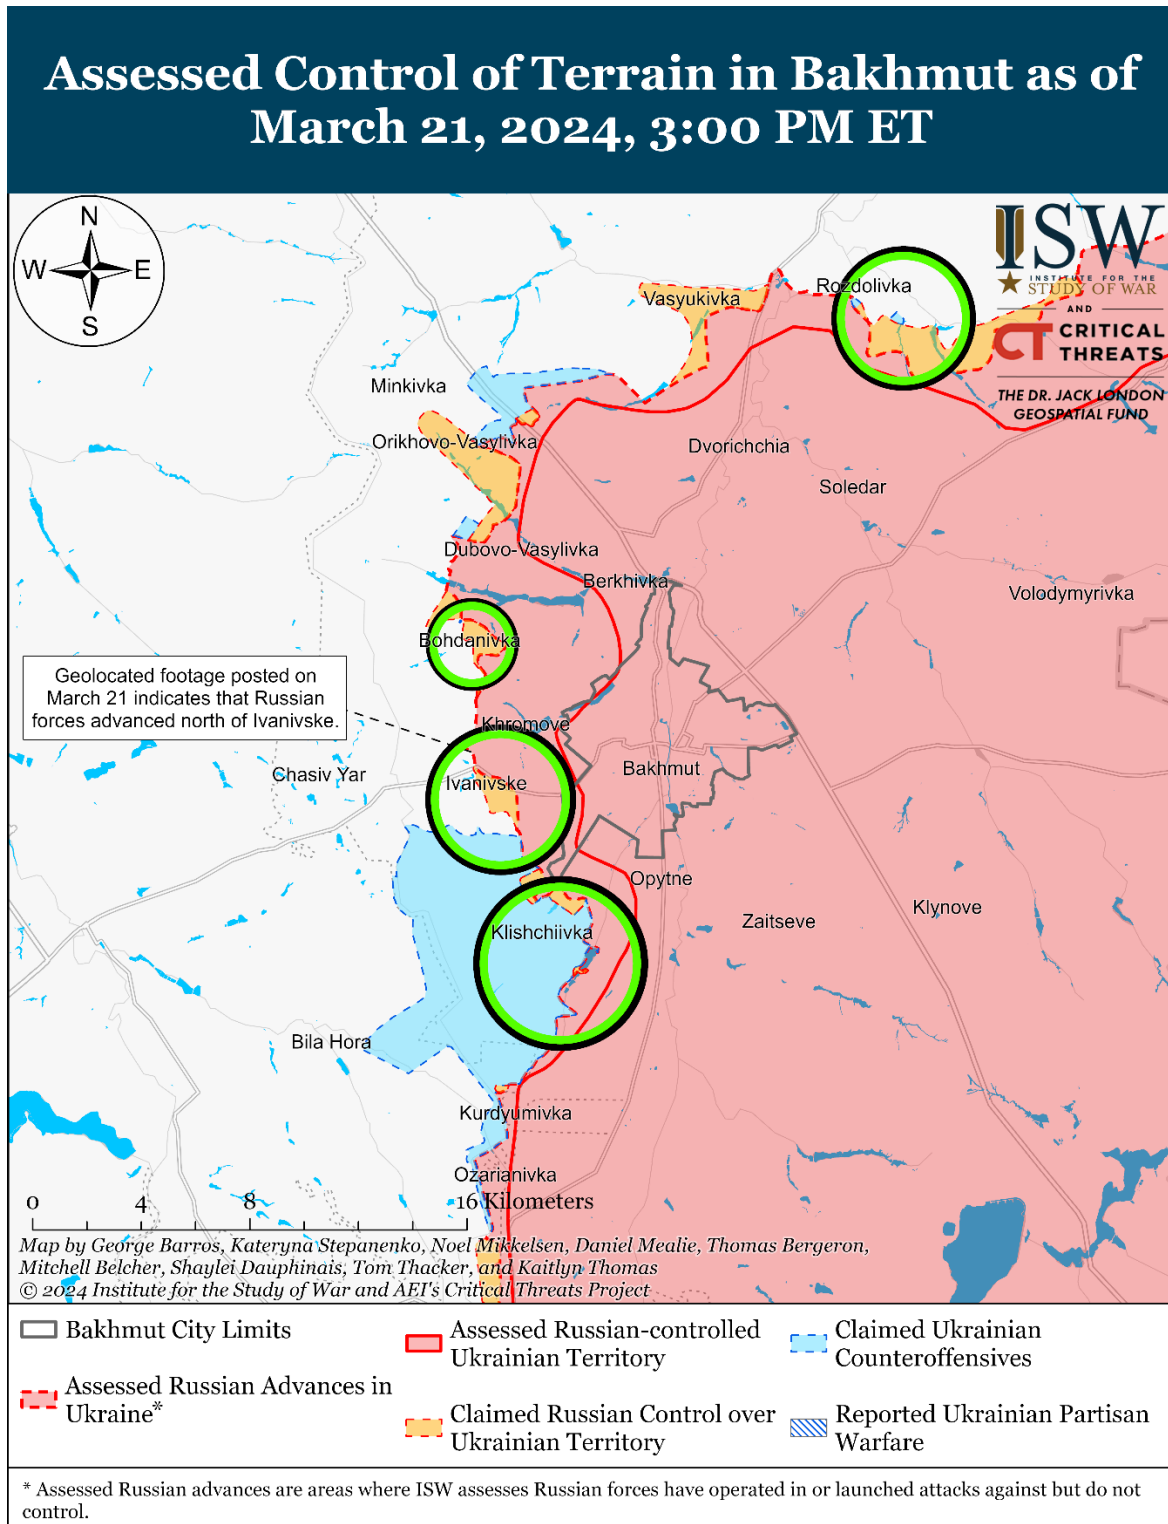 Assessed Control of Terrain in Bakhmut as of
March 21, 2024, 3:00 PM ET
N
W
E
S
ISW
INSTITUTE FOR THE
STUDY OF WAR
AND
CT CRITICAL
THREATS
THE DR. JACK LONDON
GEOSPATIAL FUND
Rozdolivka
Vasyukivka
Minkivka
Orikhovo-Vasylivka
Dvorichchia
Soledar
Dubovo-Vasylivka
Berkhivka
Volodymyrivka
Bohdanivka
Geolocated footage posted on
March 21 indicates that Russian
forces advanced north of Ivanivske.
Khromove
Chasiv Yar
Ivanivske
Bakhmut
Opytne
Klishchiivka
Zaitseve
Klynove
Bila Hora
Kurdyumivka
Ozarianivka
0 4 8 16 Kilometers
Map by George Barros, Kateryna Stepanenko, Noel Mikkelsen, Daniel Mealie, Thomas Bergeron,
Mitchell Belcher, Shaylei Dauphinais, Tom Thacker, and Kaitlyn Thomas
© 2024 Institute for the Study of War and AEI's Critical Threats Project
Bakhmut City Limits
Assessed Russian Advances in
Ukraine*
Assessed Russian-controlled
Ukrainian Territory
Claimed Russian Control over
Ukrainian Territory
Claimed Ukrainian
Counteroffensives
Reported Ukrainian Partisan
Warfare
* Assessed Russian advances are areas where ISW assesses Russian forces have operated in or launched attacks against but do not
control.